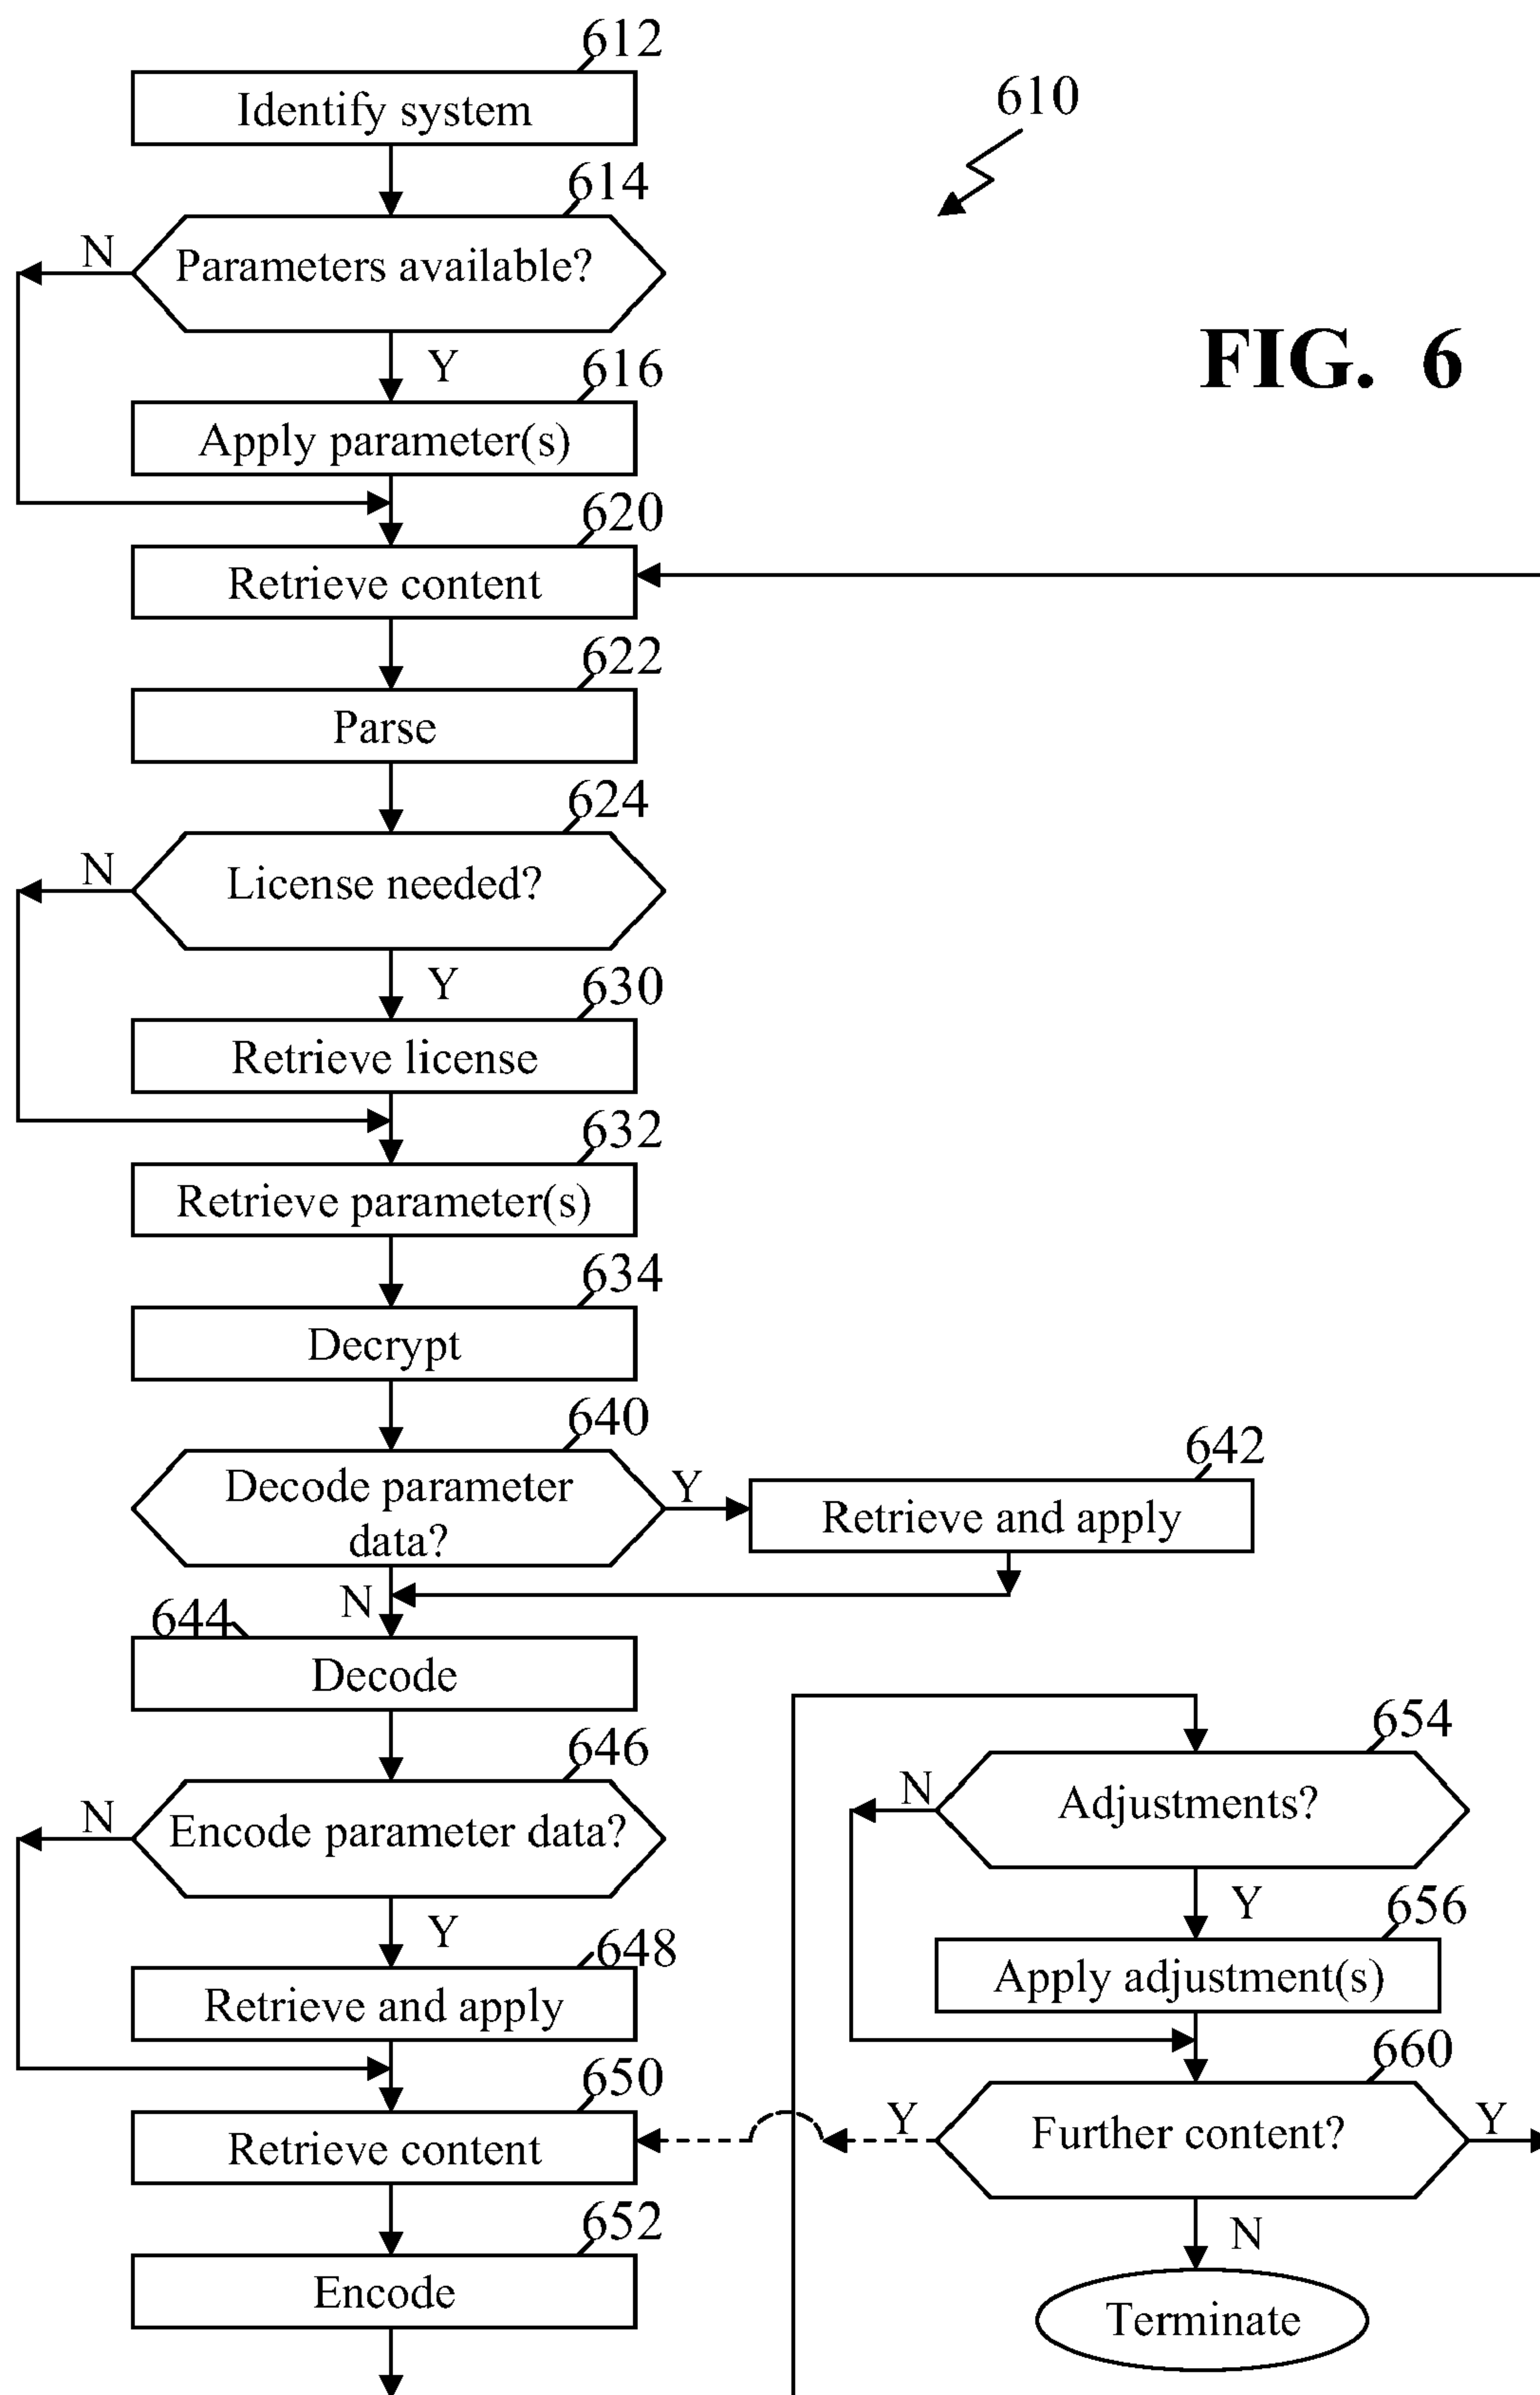 612
Identify system
610
614
N
Parameters available?
FIG. 6
Y
616
Apply parameter(s)
620
Retrieve content
622
Parse
624
N
License needed?
Y
630
Retrieve license
632
Retrieve parameter(s)
634
Decrypt
640
Decode parameter
data?
Y
642
Retrieve and apply
N
644
Decode
646
N
Encode parameter data?
Y
648
Retrieve and apply
650
Retrieve content
652
Encode
654
N
Adjustments?
Y
656
Apply adjustment(s)
660
Y
Further content?
Y
N
Terminate